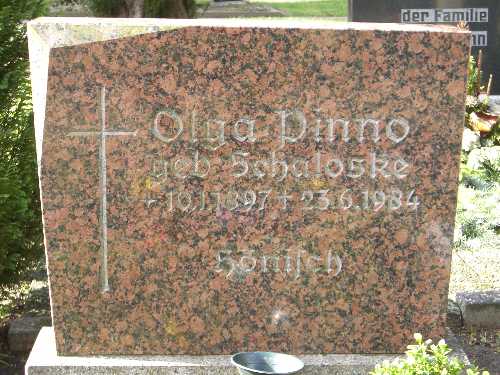 der Familie
Olga Pinno
geb Schaloske
* 10.1.1897 + 23.6.1984
Hönisch